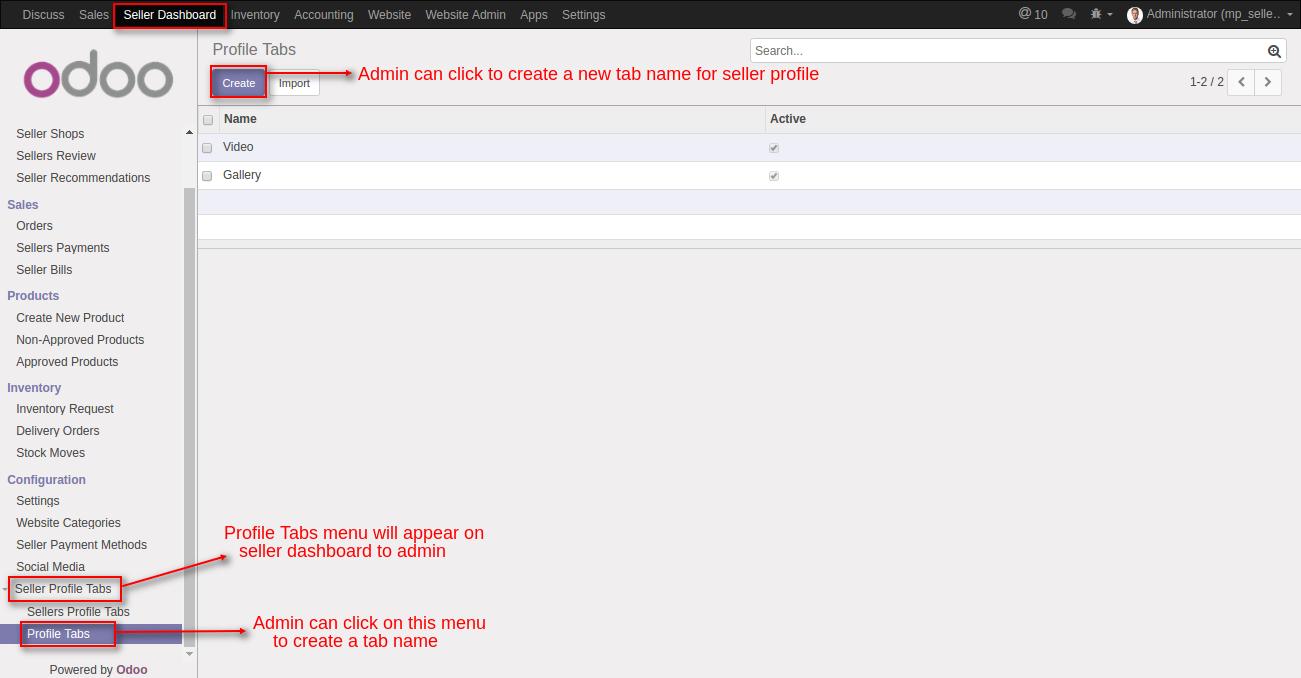 Discuss Sales Seller Dashboard Inventory Accounting Website Website Admin Apps Settings @ 10 Administrator (mp_selle..
odoo
Profile Tabs
Search...
Create Import
Admin can click to create a new tab name for seller profile
1-2 / 2
Name Active
Video
Gallery
Seller Shops
Sellers Review
Seller Recommendations
Sales
Orders
Sellers Payments
Seller Bills
Products
Create New Product
Non-Approved Products
Approved Products
Inventory
Inventory Request
Delivery Orders
Stock Moves
Configuration
Settings
Website Categories
Seller Payment Methods
Social Media
Seller Profile Tabs
Sellers Profile Tabs
Profile Tabs
Powered by Odoo
Profile Tabs menu will appear on
seller dashboard to admin
Admin can click on this menu
to create a tab name